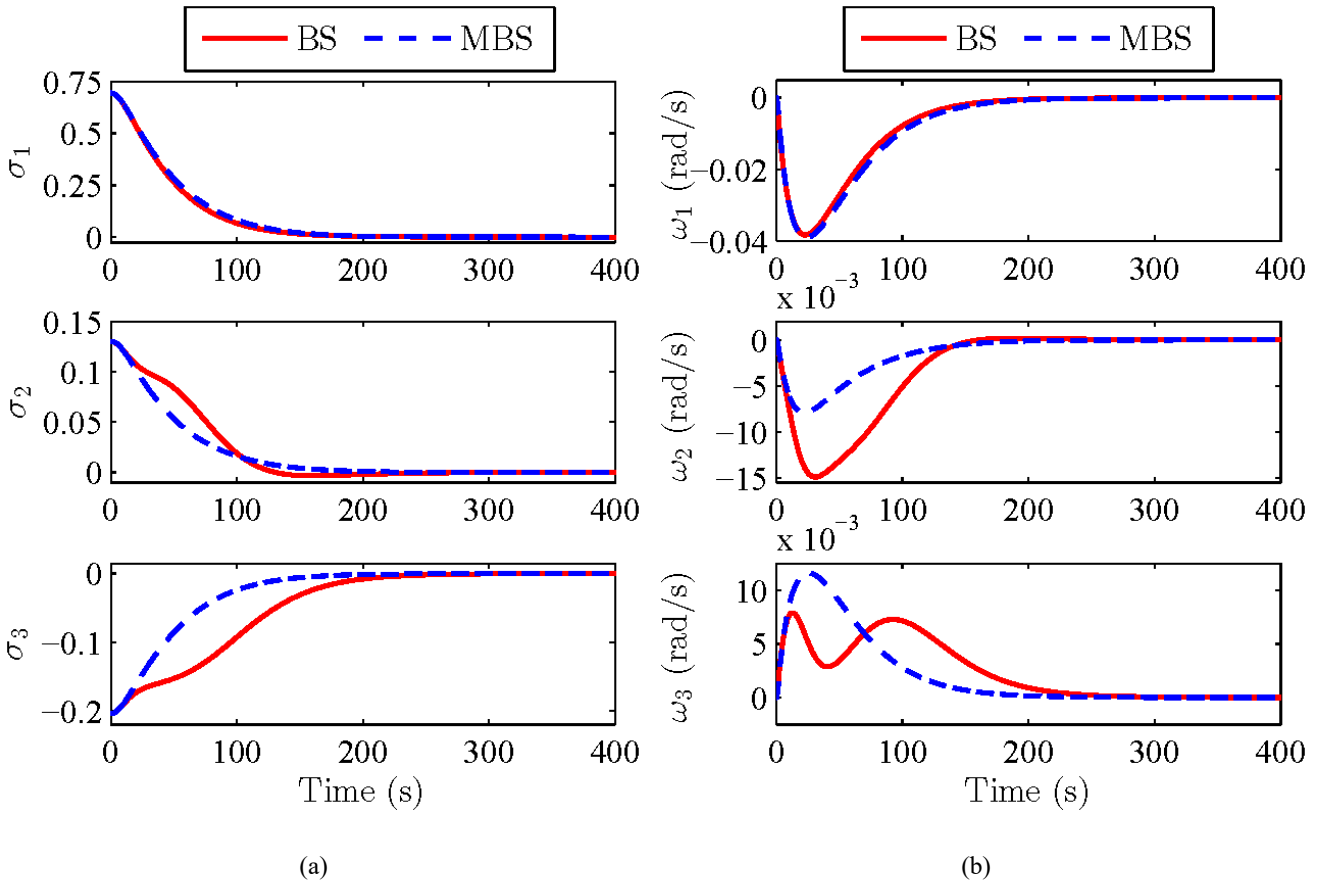 BS MBS
0.75
0.5
0.25
0
σ1
0 100 200 300 400
0.15
0.1
0.05
0
σ2
0 100 200 300 400
0
−0.1
−0.2
σ3
0 100 200 300 400
Time (s)
(a)
BS MBS
0
−0.02
−0.04
ω1 (rad/s)
0 100 200 300 400
x 10−3
0
−5
−10
−15
ω2 (rad/s)
0 100 200 300 400
x 10−3
10
5
0
ω3 (rad/s)
0 100 200 300 400
Time (s)
(b)